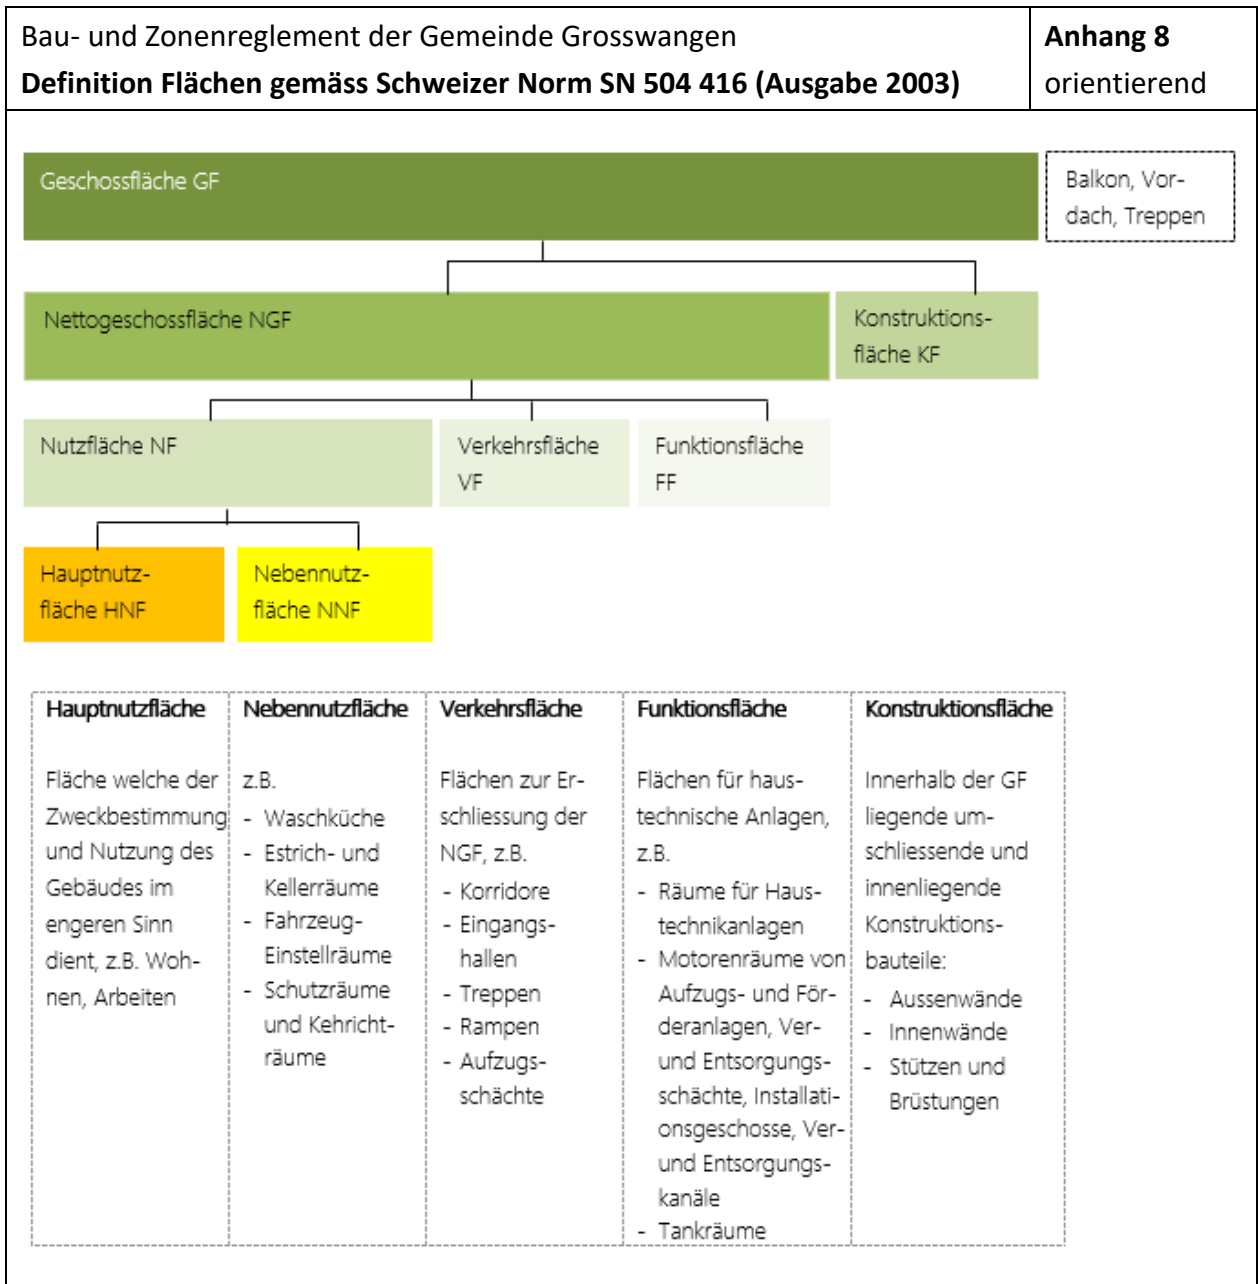 Bau- und Zonenreglement der Gemeinde Grosswangen
Definition Flächen gemäss Schweizer Norm SN 504 416 (Ausgabe 2003)
Anhang 8
orientierend
Geschossfläche GF
Balkon, Vor-
dach, Treppen
Nettogeschossfläche NGF
Konstruktions-
fläche KF
Nutzfläche NF
Verkehrsfläche
VF
Funktionsfläche
FF
Hauptnutz-
fläche HNF
Nebennutz-
fläche NNF
Hauptnutzfläche
Fläche welche der
Zweckbestimmung
und Nutzung des
Gebäudes im
engeren Sinn
dient, z.B. Woh-
nen, Arbeiten
Nebennutzfläche
z.B.
- Waschküche
- Estrich- und
Kellerräume
- Fahrzeug-
Einstellräume
- Schutzräume
und Kehricht-
räume
Verkehrsfläche
Flächen zur Er-
schliessung der
NGF, z.B.
- Korridore
- Eingangs-
hallen
- Treppen
- Rampen
- Aufzugs-
schächte
Funktionsfläche
Flächen für haus-
technische Anlagen,
z.B.
- Räume für Haus-
technikanlagen
- Motorenräume von
Aufzugs- und För-
deranlagen, Ver-
und Entsorgungs-
schächte, Installati-
onsgeschosse, Ver-
und Entsorgungs-
kanäle
- Tankräume
Konstruktionsfläche
Innerhalb der GF
liegende um-
schliessende und
innenliegende
Konstruktions-
bauteile:
- Aussenwände
- Innenwände
- Stützen und
Brüstungen